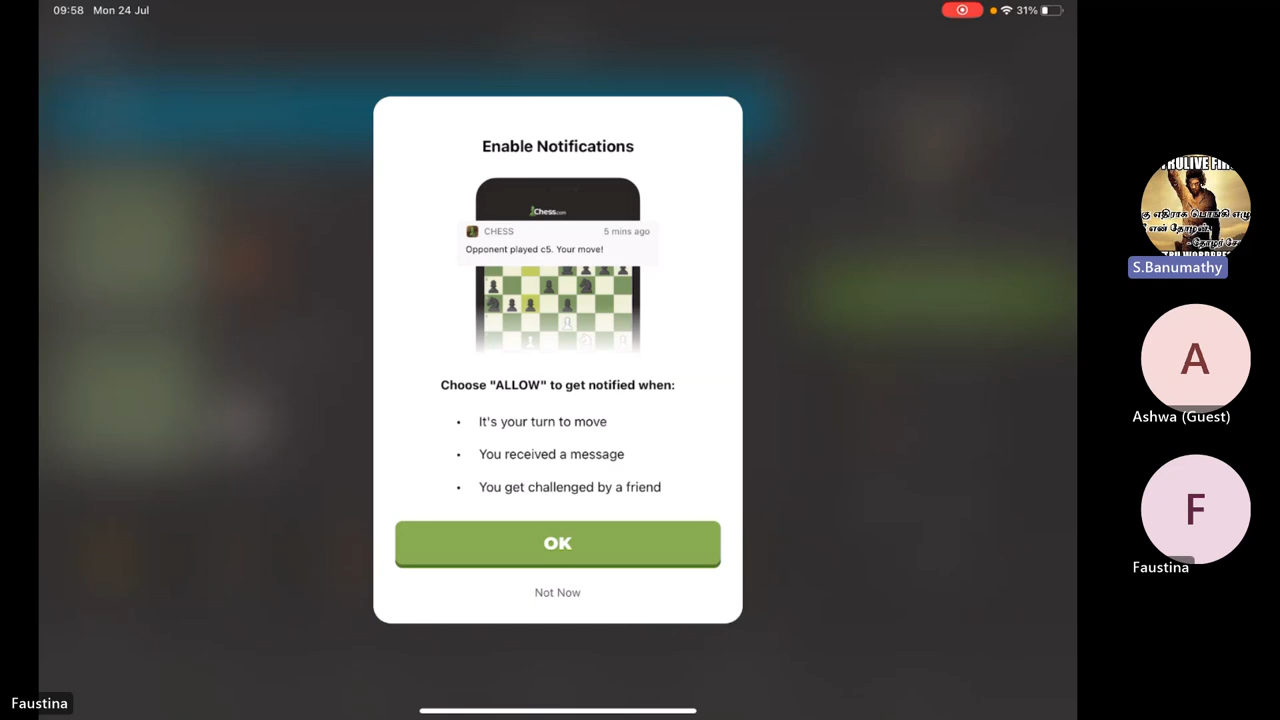 09:58 Mon 24 Jul
31%
Enable Notifications
Chess.com
CHESS 5 mins ago
Opponent played c5. Your move!
Choose "ALLOW" to get notified when:
• It's your turn to move
• You received a message
• You get challenged by a friend
OK
Not Now
S.Banumathy
A
Ashwa (Guest)
F
Faustina
Faustina